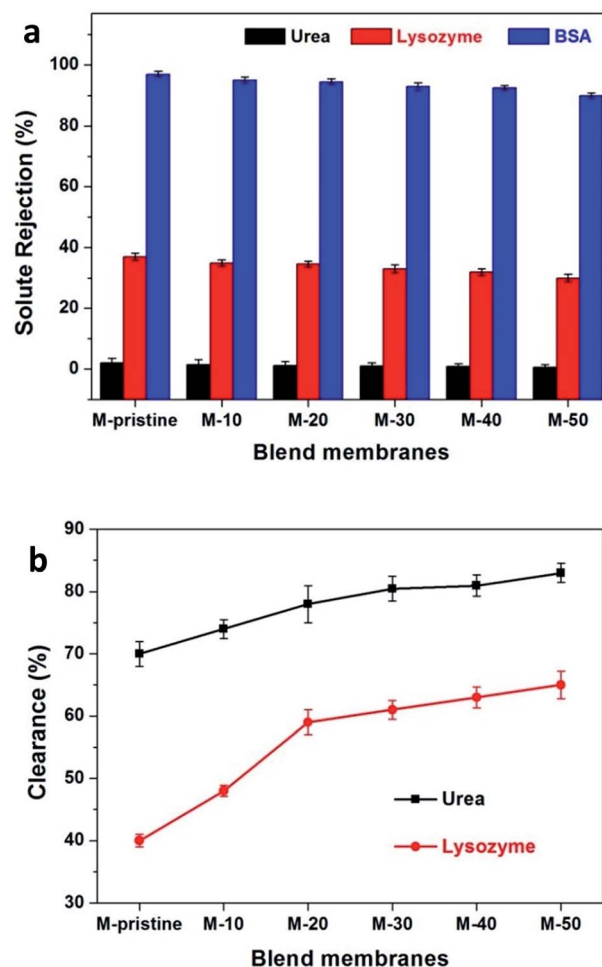 a
Urea Lysozyme BSA
Solute Rejection (%)
100
80
60
40
20
0
M-pristine M-10 M-20 M-30 M-40 M-50
Blend membranes
b
Clearance (%)
90
80
70
60
50
40
30
Urea
Lysozyme
M-pristine M-10 M-20 M-30 M-40 M-50
Blend membranes